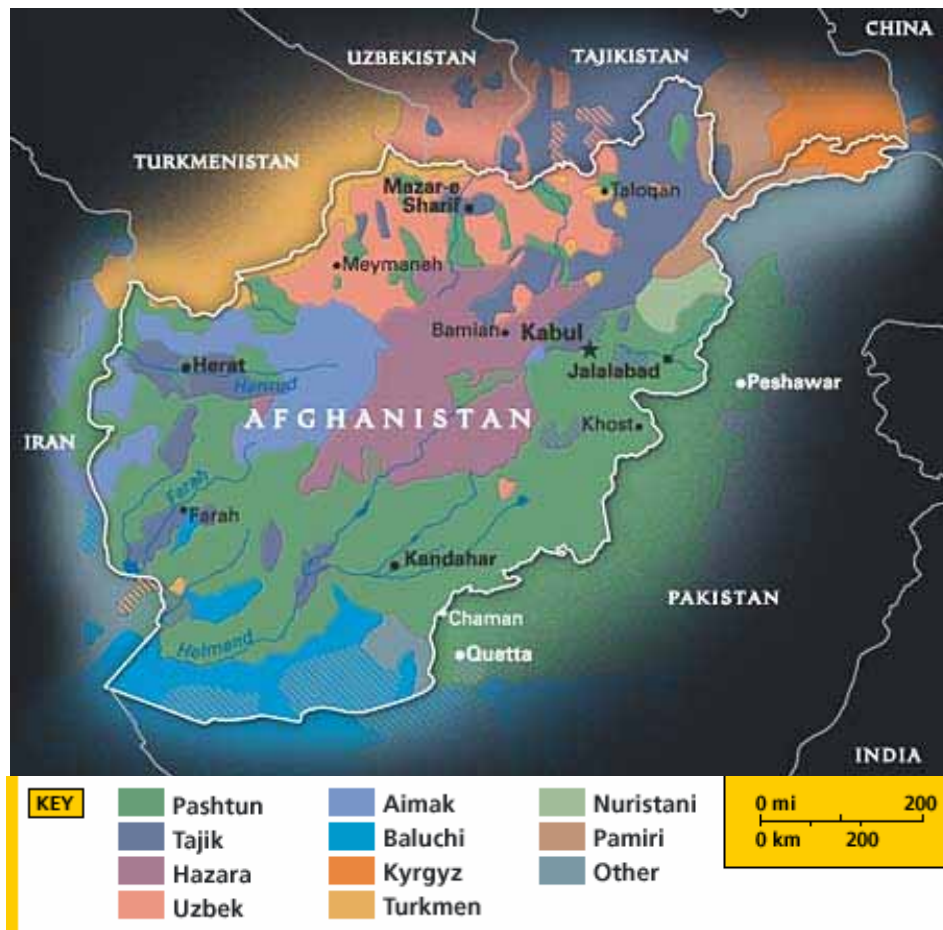 CHINA
UZBEKISTAN
TAJIKISTAN
TURKMENISTAN
Mazar-e
Sharif
Taloqan
Meymaneh
Bamian
Kabul
Herat
Harirud
Jalalabad
Peshawar
AFGHANISTAN
Khost
IRAN
Farah
Farah
Kandahar
PAKISTAN
Chaman
Helmand
Quetta
INDIA
KEY
Pashtun
Tajik
Hazara
Uzbek
Aimak
Baluchi
Kyrgyz
Turkmen
Nuristani
Pamiri
Other
0 mi 200
0 km 200